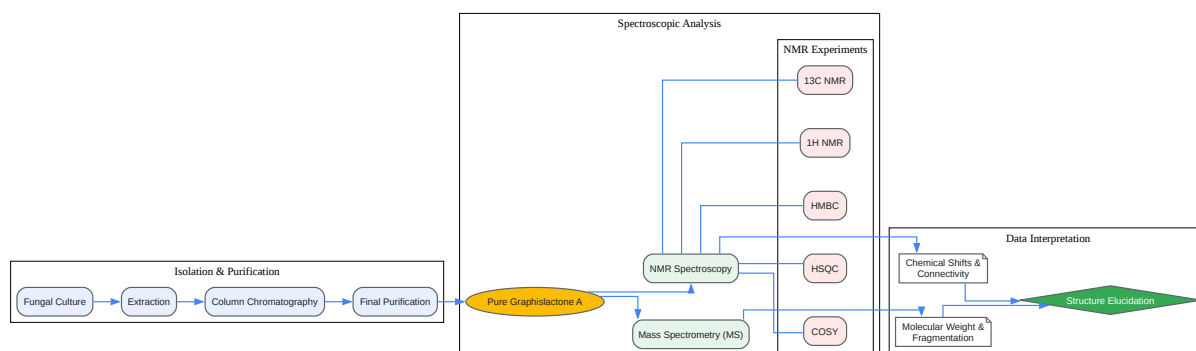 Spectroscopic Analysis
NMR Experiments
13C NMR
1H NMR
HMBC
HSQC
COSY
NMR Spectroscopy
Mass Spectrometry (MS)
Pure Graphislactone A
Isolation & Purification
Fungal Culture
Extraction
Column Chromatography
Final Purification
Data Interpretation
Chemical Shifts &
Connectivity
Structure Elucidation
Molecular Weight &
Fragmentation